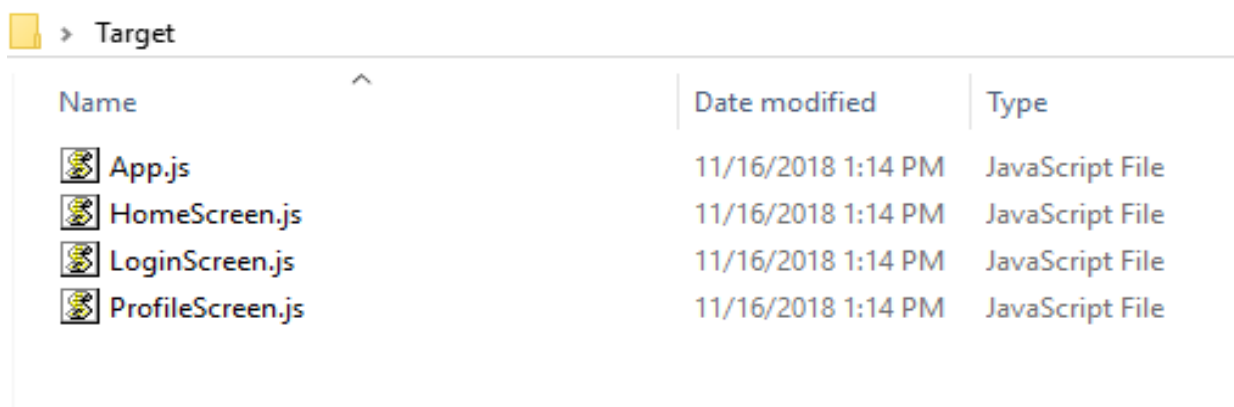 > Target
Name Date modified Type
App.js 11/16/2018 1:14 PM JavaScript File
HomeScreen.js 11/16/2018 1:14 PM JavaScript File
LoginScreen.js 11/16/2018 1:14 PM JavaScript File
ProfileScreen.js 11/16/2018 1:14 PM JavaScript File